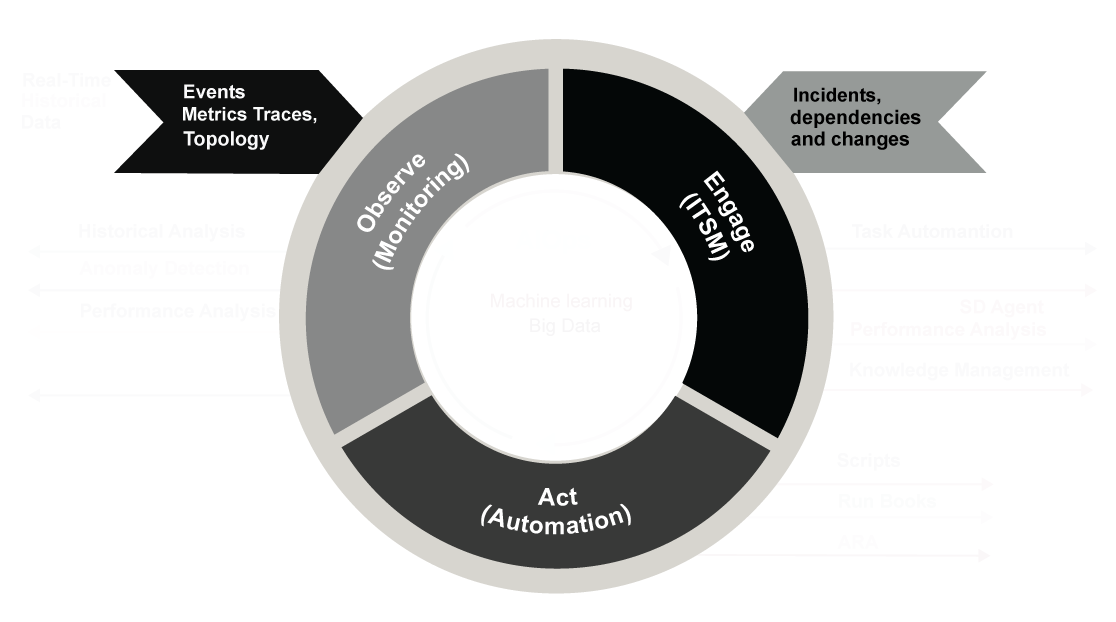 Real-Time
Historical
Data
Events
Metrics Traces,
Topology
Incidents,
dependencies
and changes
Observe
(Monitoring)
Engage
(ITSM)
Historical Analysis
Anomaly Detection
Performance Analysis
Machine learning
Big Data
Task Automantion
SD Agent
Performance Analysis
Knowledge Management
Act
(Automation)
Scripts
Run Books
ARA